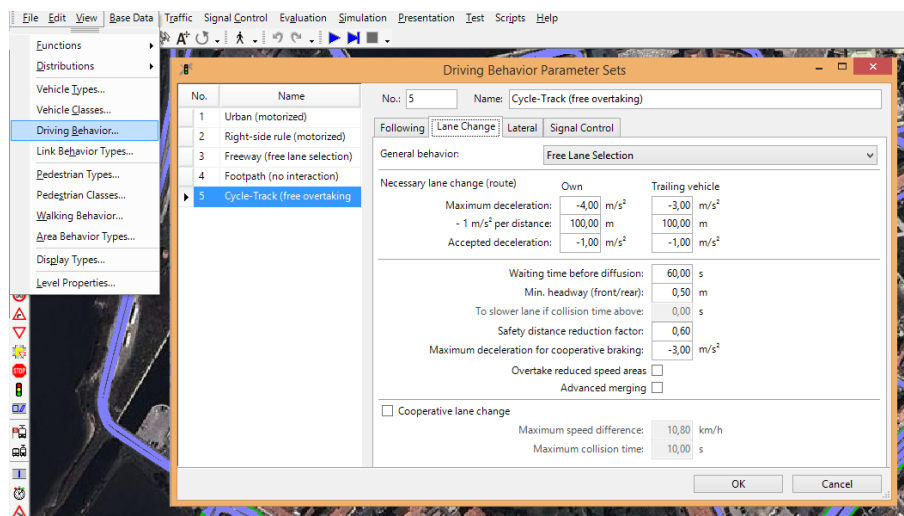 File Edit View Base Data Traffic Signal Control Evaluation Simulation Presentation Test Scripts Help
Functions
Distributions
Vehicle Types...
Vehicle Classes...
Driving Behavior...
Link Behavior Types...
Pedestrian Types...
Pedestrian Classes...
Walking Behavior...
Area Behavior Types...
Display Types...
Level Properties...
STOP
Driving Behavior Parameter Sets
No. Name
1 Urban (motorized)
2 Right-side rule (motorized)
3 Freeway (free lane selection)
4 Footpath (no interaction)
5 Cycle-Track (free overtaking
No.: 5 Name: Cycle-Track (free overtaking)
Following Lane Change Lateral Signal Control
General behavior: Free Lane Selection
Necessary lane change (route) Own Trailing vehicle
Maximum deceleration: -4,00 m/s² -3,00 m/s²
- 1 m/s² per distance: 100,00 m 100,00 m
Accepted deceleration: -1,00 m/s² -1,00 m/s²
Waiting time before diffusion: 60,00 s
Min. headway (front/rear): 0,50 m
To slower lane if collision time above: 0,00 s
Safety distance reduction factor: 0,60
Maximum deceleration for cooperative braking: -3,00 m/s²
Overtake reduced speed areas
Advanced merging
Cooperative lane change
Maximum speed difference: 10,80 km/h
Maximum collision time: 10,00 s
OK Cancel